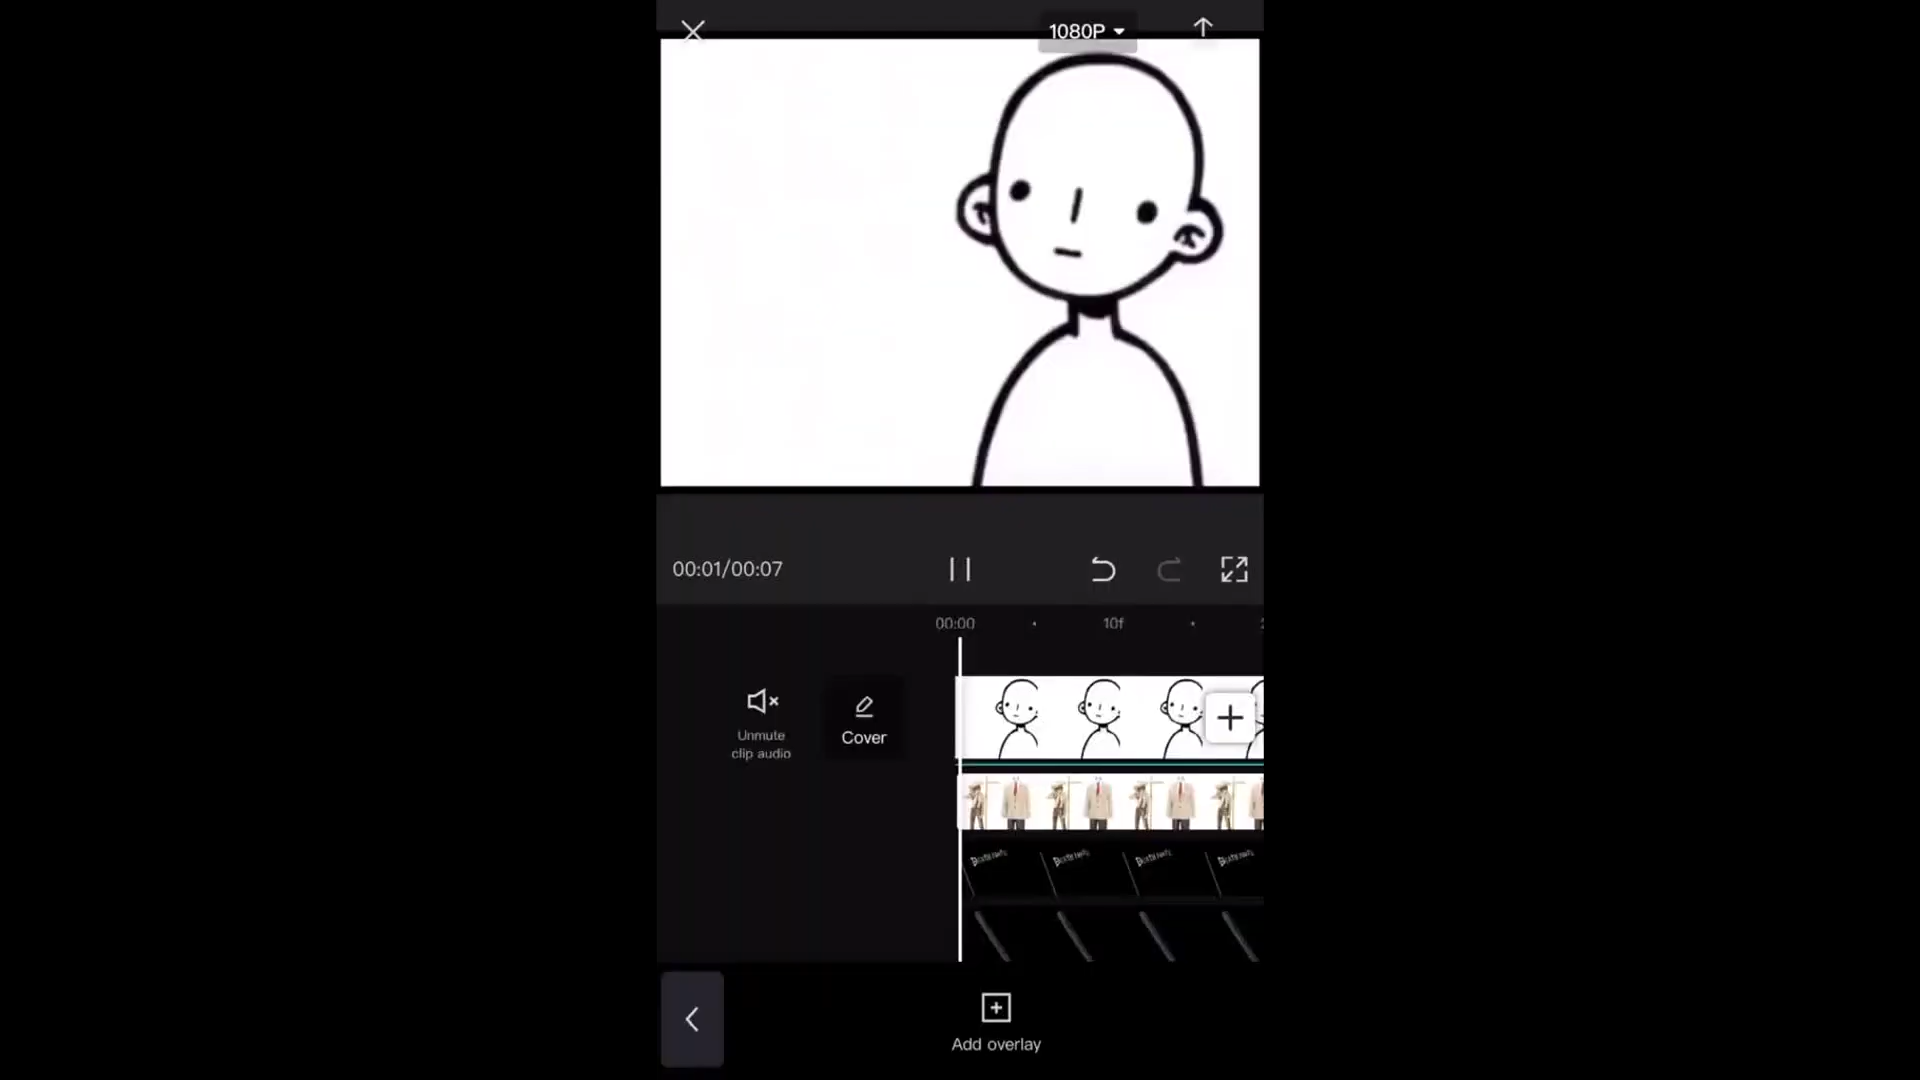 1080P
00:01/00:07
00:00
10f
Unmute
clip audio
Cover
Add overlay